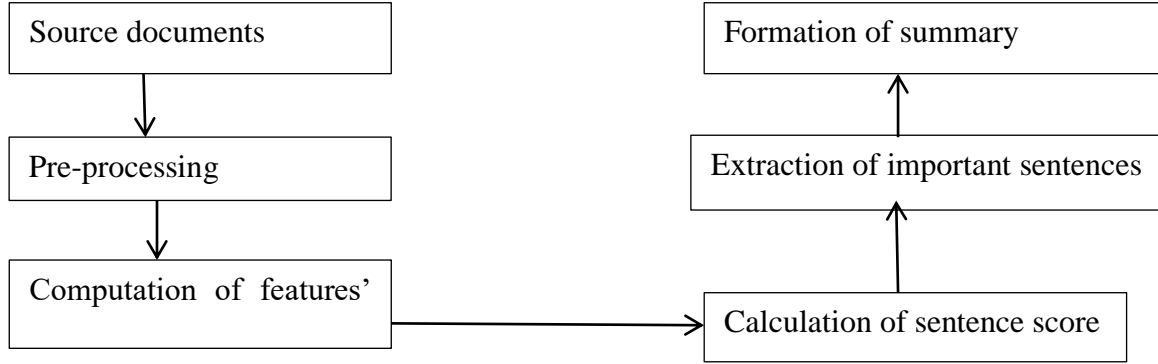 Source documents
Pre-processing
Computation of features’
Calculation of sentence score
Extraction of important sentences
Formation of summary